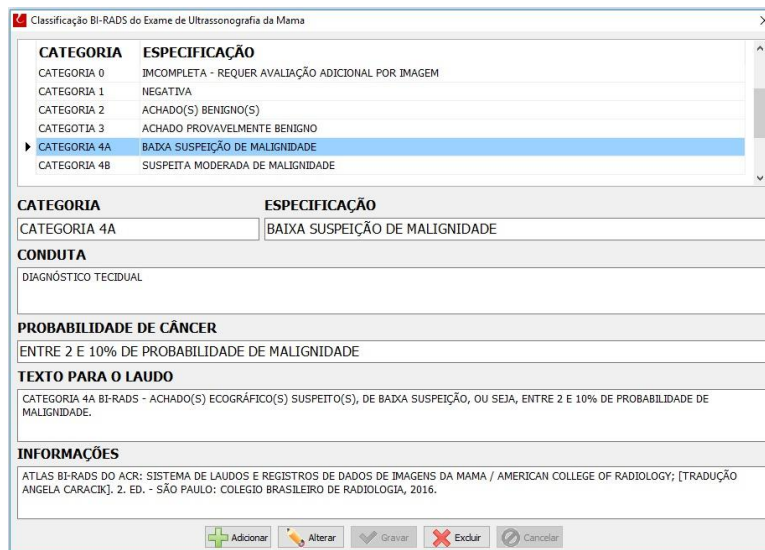 Classificação BI-RADS do Exame de Ultrassonografia da Mama
CATEGORIA ESPECIFICAÇÃO
CATEGORIA 0 IMCOMPLETA - REQUER AVALIAÇÃO ADICIONAL POR IMAGEM
CATEGORIA 1 NEGATIVA
CATEGORIA 2 ACHADO(S) BENIGNO(S)
CATEGOTIA 3 ACHADO PROVAVELMENTE BENIGNO
CATEGORIA 4A BAIXA SUSPEIÇÃO DE MALIGNIDADE
CATEGORIA 4B SUSPEITA MODERADA DE MALIGNIDADE
CATEGORIA ESPECIFICAÇÃO
CATEGORIA 4A BAIXA SUSPEIÇÃO DE MALIGNIDADE
CONDUTA
DIAGNÓSTICO TECIDUAL
PROBABILIDADE DE CÂNCER
ENTRE 2 E 10% DE PROBABILIDADE DE MALIGNIDADE
TEXTO PARA O LAUDO
CATEGORIA 4A BI-RADS - ACHADO(S) ECOGRÁFICO(S) SUSPEITO(S), DE BAIXA SUSPEIÇÃO, OU SEJA, ENTRE 2 E 10% DE PROBABILIDADE DE
MALIGNIDADE.
INFORMAÇÕES
ATLAS BI-RADS DO ACR: SISTEMA DE LAUDOS E REGISTROS DE DADOS DE IMAGENS DA MAMA / AMERICAN COLLEGE OF RADIOLOGY; [TRADUÇÃO
ANGELA CARACIK]. 2. ED. - SÃO PAULO: COLEGIO BRASILEIRO DE RADIOLOGIA, 2016.
Adicionar Alterar Gravar Excluir Cancelar